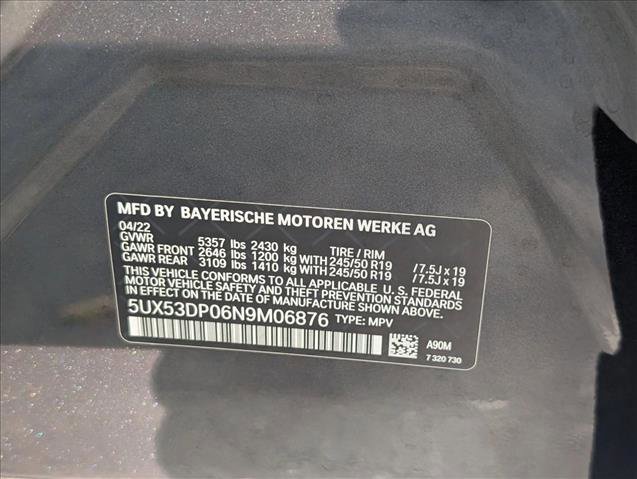 MFD BY BAYERISCHE MOTOREN WERKE AG
04/22
GVWR 5357 lbs 2430 kg TIRE / RIM
GAWR FRONT 2646 lbs 1200 kg WITH 245/50 R19 / 7.5J x 19
GAWR REAR 3109 lbs 1410 kg WITH 245/50 R19 / 7.5J x 19
THIS VEHICLE CONFORMS TO ALL APPLICABLE U. S. FEDERAL
MOTOR VEHICLE SAFETY AND THEFT PREVENTION STANDARDS
IN EFFECT ON THE DATE OF MANUFACTURE SHOWN ABOVE.
5UX53DP06N9M06876 TYPE: MPV
A90M
7 320 730